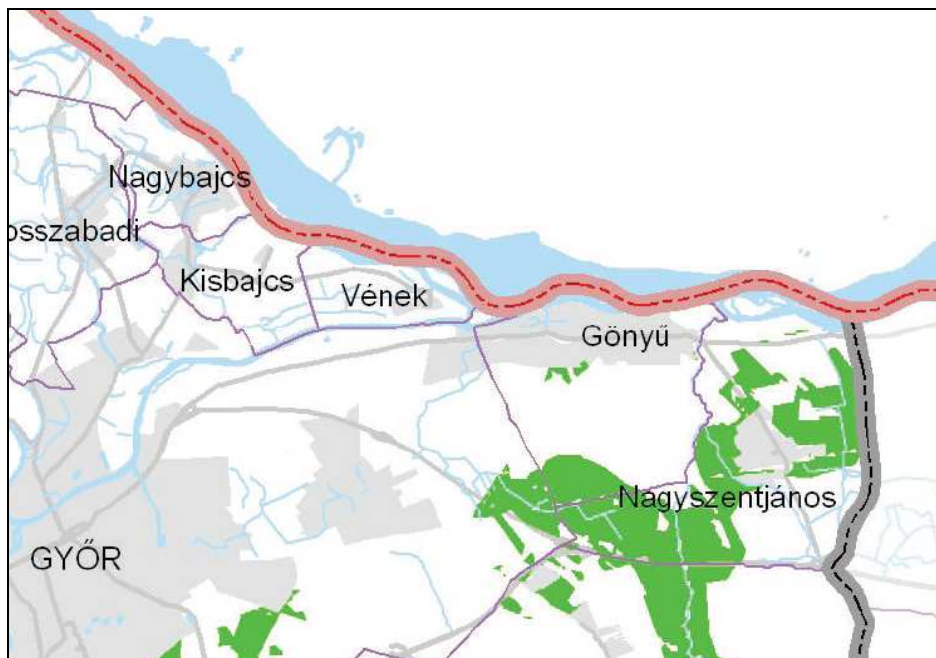 Nagybajcs
osszabadi
Kisbajcs
Vének
Gönyű
Nagyszentjános
GYŐR